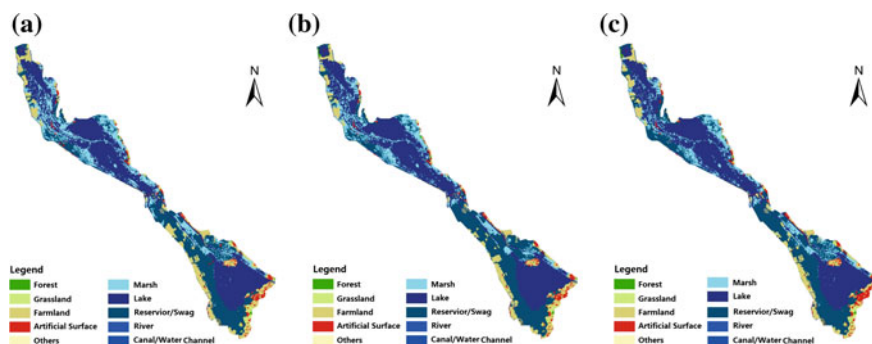 (a)
N
Legend
Forest
Grassland
Farmland
Artificial Surface
Others
Marsh
Lake
Reservior/Swag
River
Canal/Water Channel
(b)
N
Legend
Forest
Grassland
Farmland
Artificial Surface
Others
Marsh
Lake
Reservior/Swag
River
Canal/Water Channel
(c)
N
Legend
Forest
Grassland
Farmland
Artificial Surface
Others
Marsh
Lake
Reservior/Swag
River
Canal/Water Channel